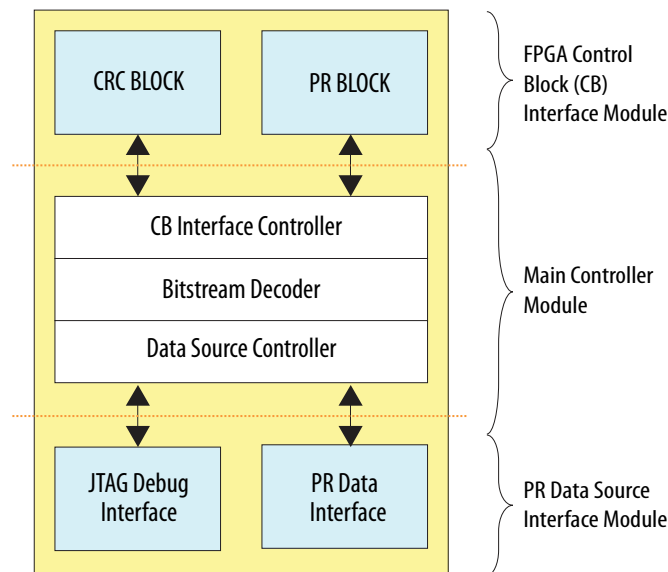 CRC BLOCK
PR BLOCK
FPGA Control
Block (CB)
Interface Module
CB Interface Controller
Bitstream Decoder
Data Source Controller
Main Controller
Module
JTAG Debug
Interface
PR Data
Interface
PR Data Source
Interface Module